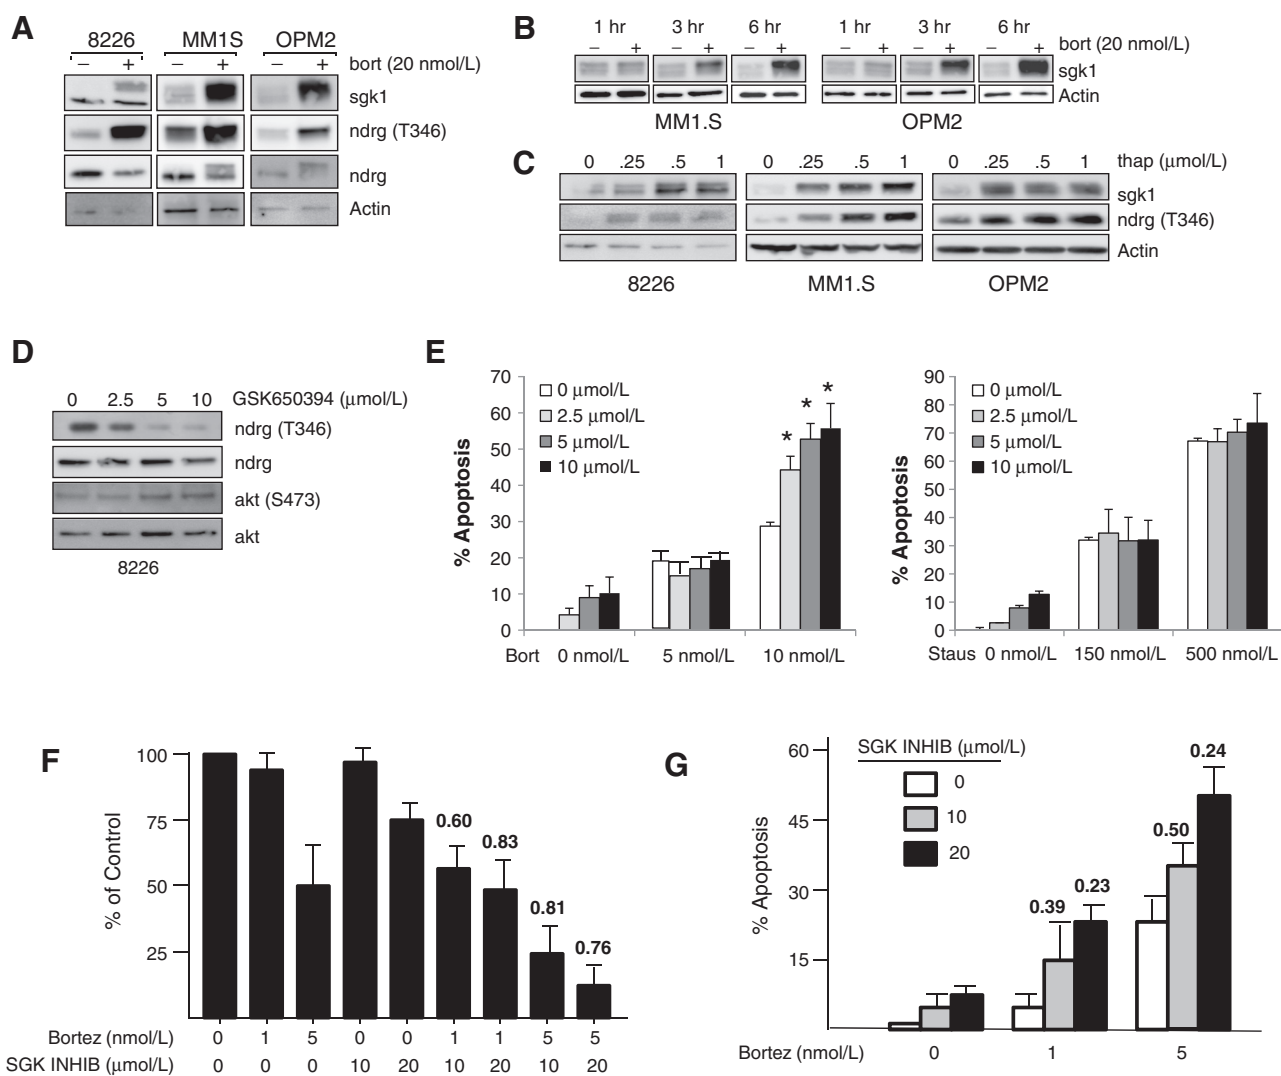 A
8226 MM1S OPM2
– + – + – + bort (20 nmol/L)
sgk1
ndrg (T346)
ndrg
Actin
B
1 hr 3 hr 6 hr 1 hr 3 hr 6 hr
– + – + – + – + – + – + bort (20 nmol/L)
sgk1
Actin
MM1.S OPM2
C
0 .25 .5 1 0 .25 .5 1 0 .25 .5 1 thap (μmol/L)
sgk1
ndrg (T346)
Actin
8226 MM1.S OPM2
D
0 2.5 5 10 GSK650394 (μmol/L)
ndrg (T346)
ndrg
akt (S473)
akt
8226
E
% Apoptosis
70
60
50
40
30
20
10
0
0 μmol/L
2.5 μmol/L
5 μmol/L
10 μmol/L
* * *
Bort 0 nmol/L 5 nmol/L 10 nmol/L
% Apoptosis
90
80
70
60
50
40
30
20
10
0
0 μmol/L
2.5 μmol/L
5 μmol/L
10 μmol/L
Staus 0 nmol/L 150 nmol/L 500 nmol/L
F
% of Control
100
75
50
25
0.60
0.83
0.81
0.76
Bortez (nmol/L) 0 1 5 0 0 1 1 5 5
SGK INHIB (μmol/L) 0 0 0 10 20 10 20 10 20
G
% Apoptosis
60
45
30
15
SGK INHIB (μmol/L)
0
10
20
0.39
0.23
0.50
0.24
Bortez (nmol/L) 0 1 5